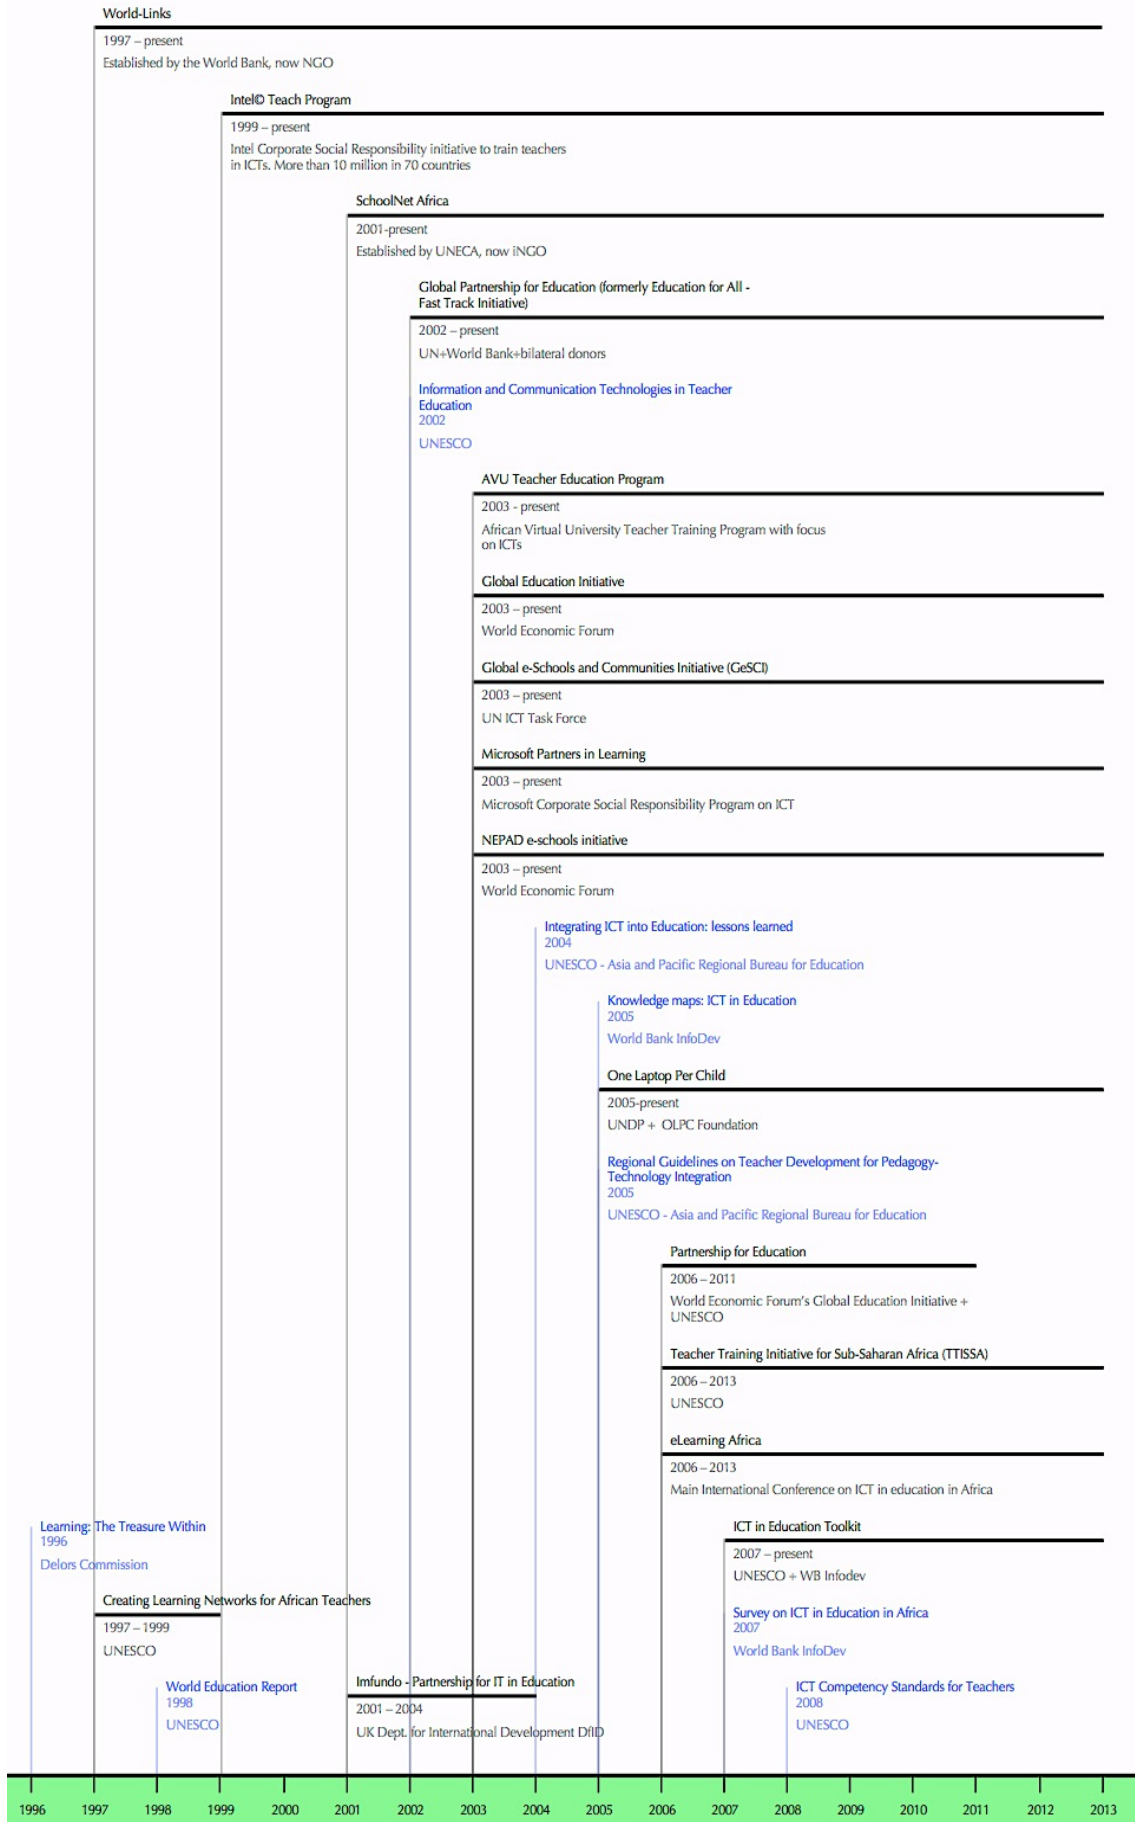 World-Links
1997 – present
Established by the World Bank, now NGO
Intel© Teach Program
1999 – present
Intel Corporate Social Responsibility initiative to train teachers
in ICTs. More than 10 million in 70 countries
SchoolNet Africa
2001-present
Established by UNECA, now iNGO
Global Partnership for Education (formerly Education for All -
Fast Track Initiative)
2002 – present
UN+World Bank+bilateral donors
Information and Communication Technologies in Teacher
Education
2002
UNESCO
AVU Teacher Education Program
2003 - present
African Virtual University Teacher Training Program with focus
on ICTs
Global Education Initiative
2003 – present
World Economic Forum
Global e-Schools and Communities Initiative (GeSCI)
2003 – present
UN ICT Task Force
Microsoft Partners in Learning
2003 – present
Microsoft Corporate Social Responsibility Program on ICT
NEPAD e-schools initiative
2003 – present
World Economic Forum
Integrating ICT into Education: lessons learned
2004
UNESCO - Asia and Pacific Regional Bureau for Education
Knowledge maps: ICT in Education
2005
World Bank InfoDev
One Laptop Per Child
2005-present
UNDP + OLPC Foundation
Regional Guidelines on Teacher Development for Pedagogy-
Technology Integration
2005
UNESCO - Asia and Pacific Regional Bureau for Education
Partnership for Education
2006 – 2011
World Economic Forum's Global Education Initiative +
UNESCO
Teacher Training Initiative for Sub-Saharan Africa (TTISSA)
2006 – 2013
UNESCO
eLearning Africa
2006 – 2013
Main International Conference on ICT in education in Africa
Learning: The Treasure Within
1996
Delors Commission
ICT in Education Toolkit
2007 – present
UNESCO + WB Infodev
Creating Learning Networks for African Teachers
1997 – 1999
UNESCO
Survey on ICT in Education in Africa
2007
World Bank InfoDev
World Education Report
1998
UNESCO
Imfundo - Partnership for IT in Education
2001 – 2004
UK Dept. for International Development DfID
ICT Competency Standards for Teachers
2008
UNESCO
1996 1997 1998 1999 2000 2001 2002 2003 2004 2005 2006 2007 2008 2009 2010 2011 2012 2013